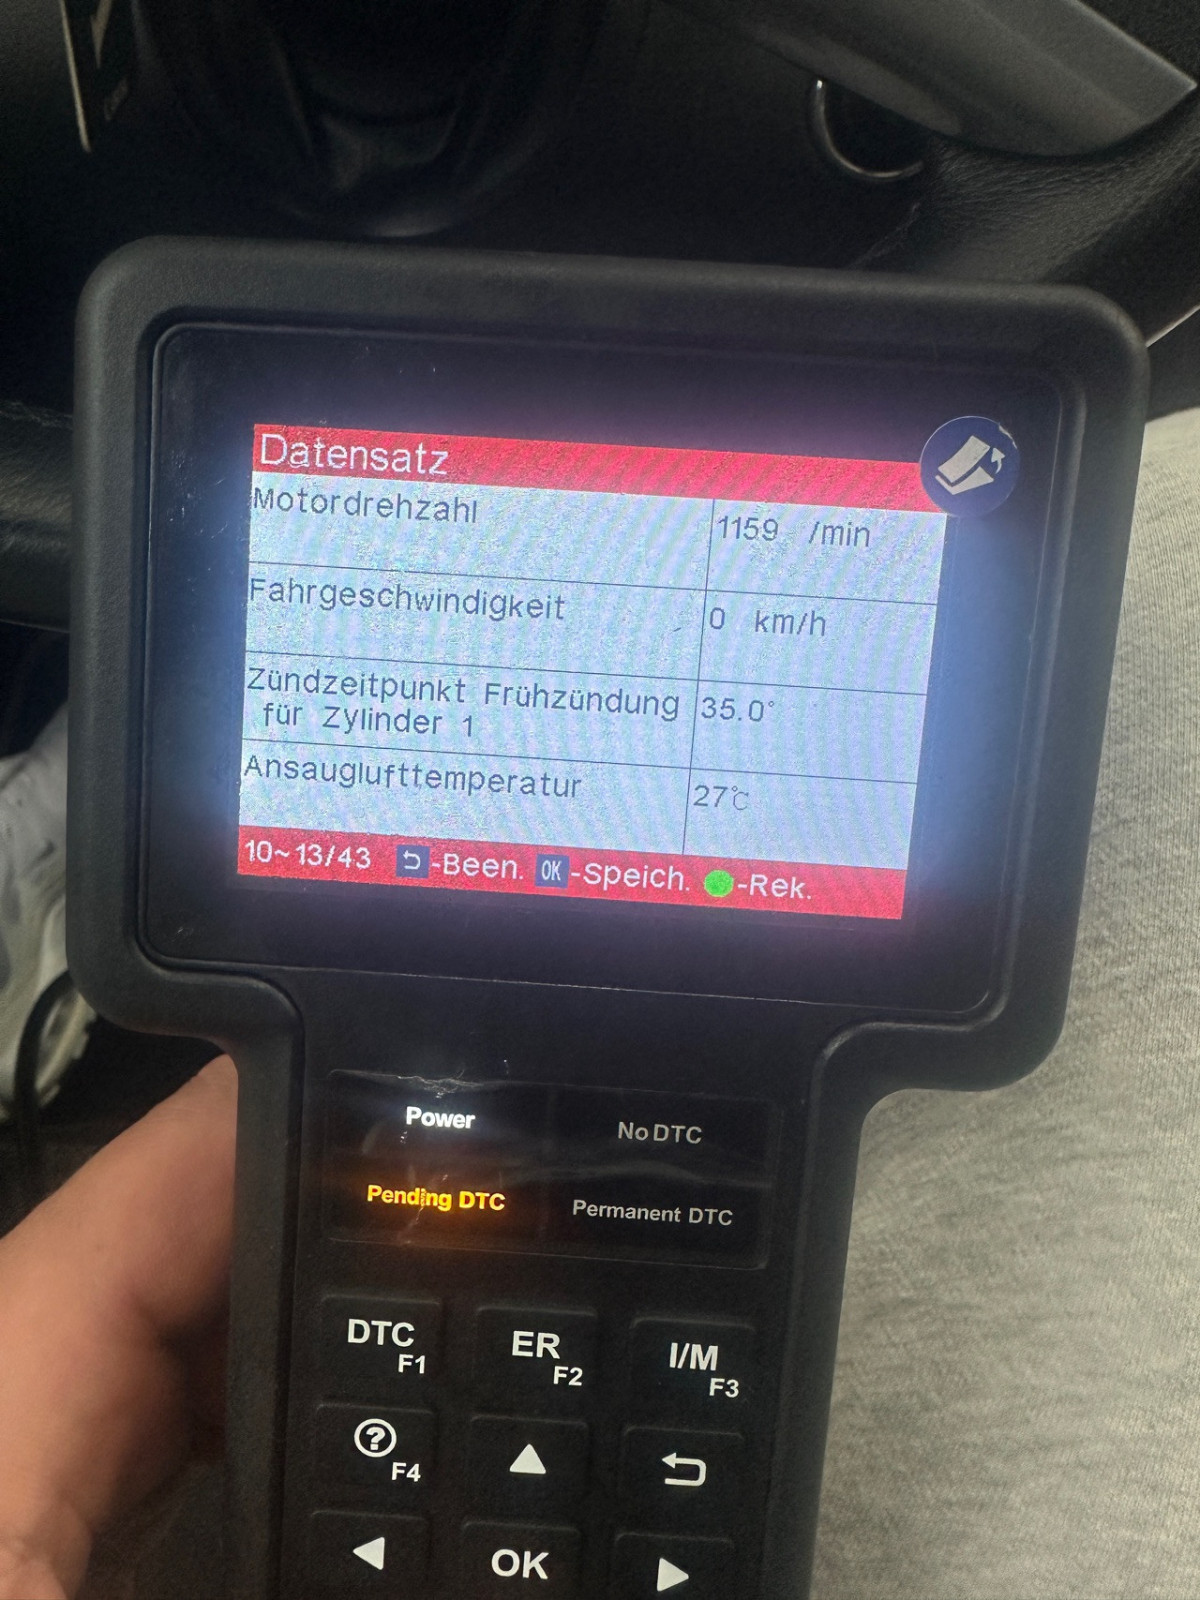 Datensatz
Motordrehzahl 1159 /min
Fahrgeschwindigkeit 0 km/h
Zündzeitpunkt Frühzündung 35.0°
für Zylinder 1
Ansauglufttemperatur 27℃
10~13/43 -Been. OK -Speich. -Rek.
Power No DTC
Pending DTC Permanent DTC
DTC F1 ER F2 I/M F3
? F4
OK